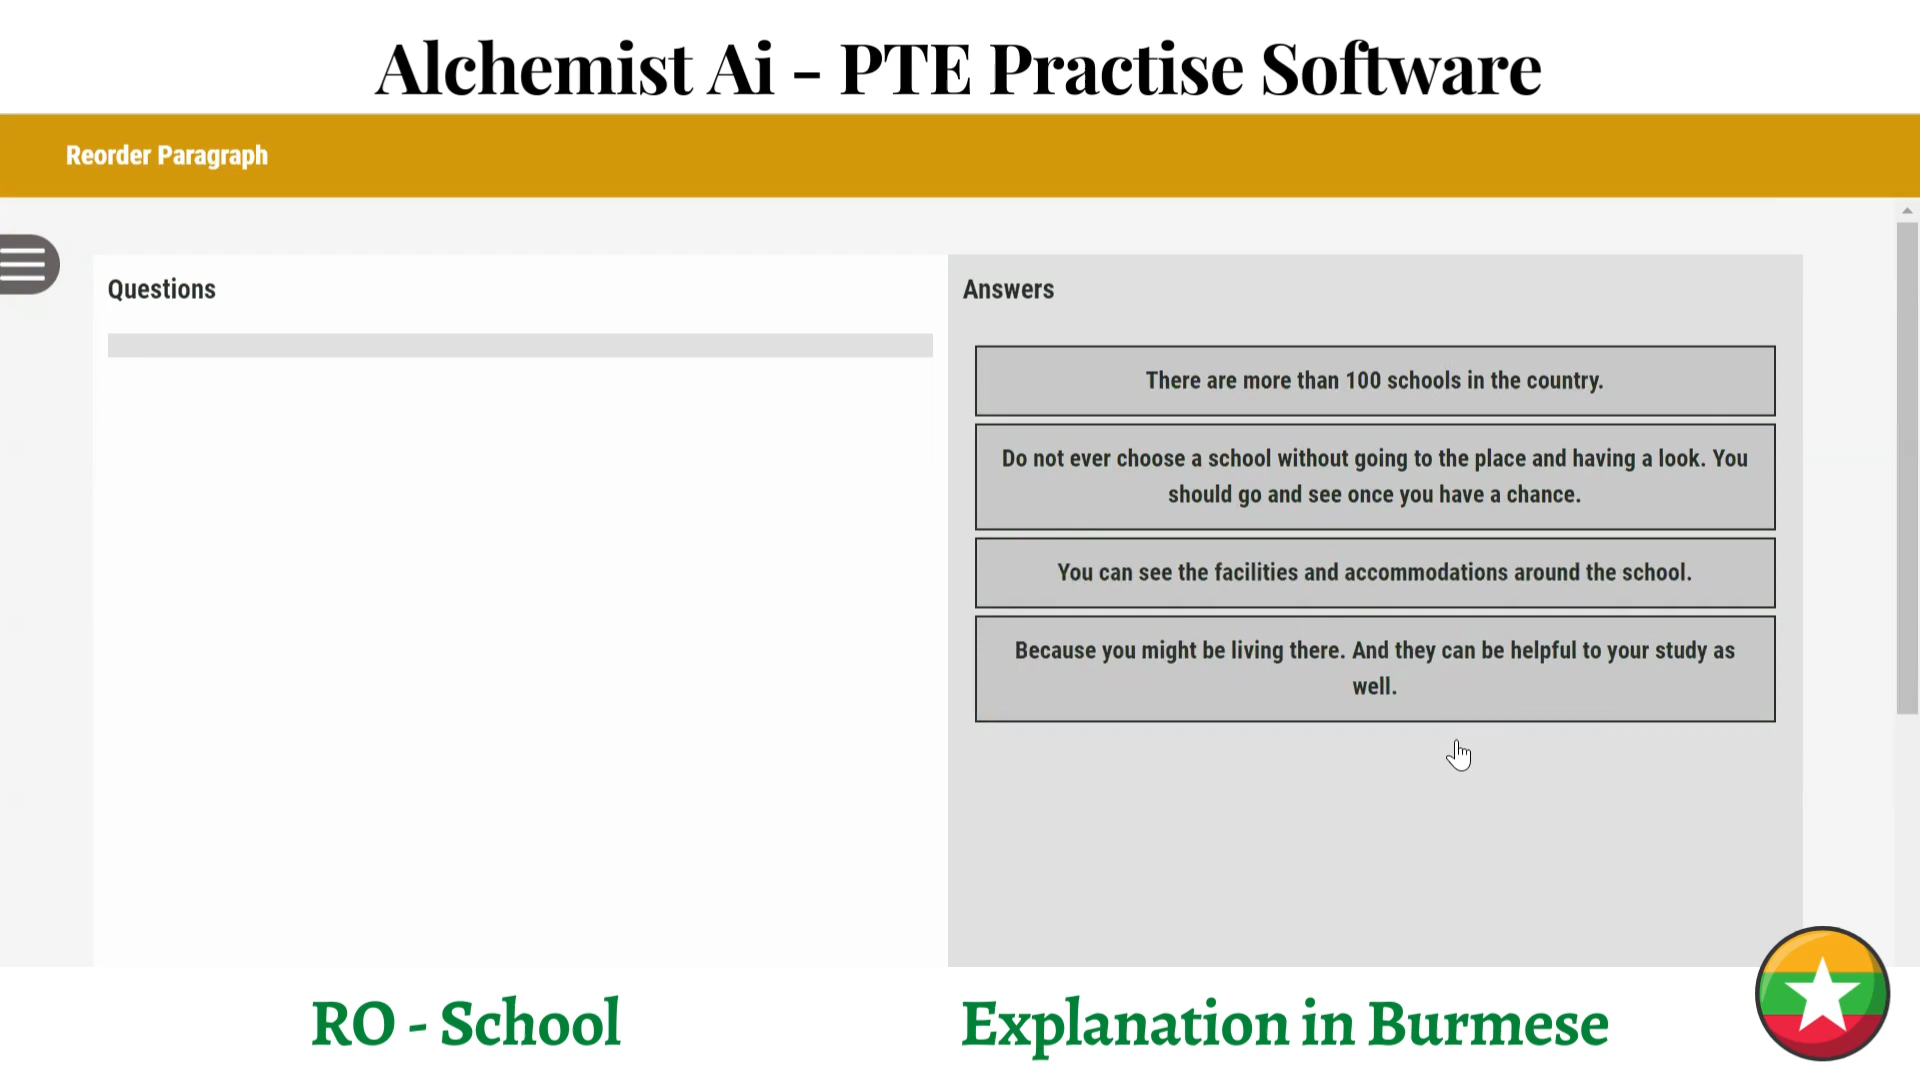 Alchemist Ai - PTE Practise Software
Reorder Paragraph
Questions
Answers
There are more than 100 schools in the country.
Do not ever choose a school without going to the place and having a look. You
should go and see once you have a chance.
You can see the facilities and accommodations around the school.
Because you might be living there. And they can be helpful to your study as
well.
RO - School
Explanation in Burmese